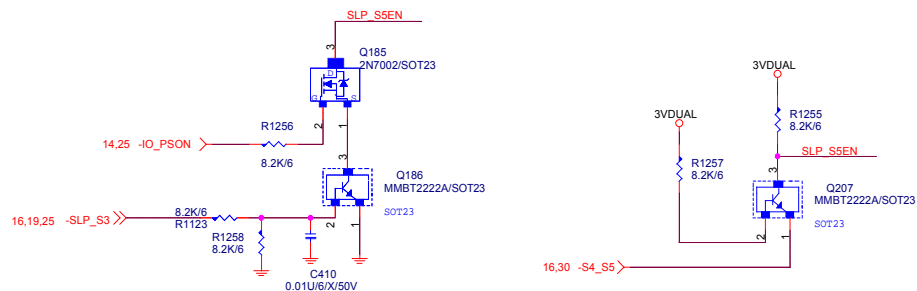 SLP_S5EN
3
Q185
2N7002/SOT23
D
G
S
2
1
R1256
14,25 -IO_PSON
8.2K/6
3
Q186
MMBT2222A/SOT23
SOT23
16,19,25 -SLP_S3
8.2K/6
R1123
2
1
R1258
8.2K/6
C410
0.01U/6/X/50V
3VDUAL
3VDUAL
R1255
8.2K/6
R1257
8.2K/6
SLP_S5EN
3
Q207
MMBT2222A/SOT23
SOT23
2
1
16,30 -S4_S5